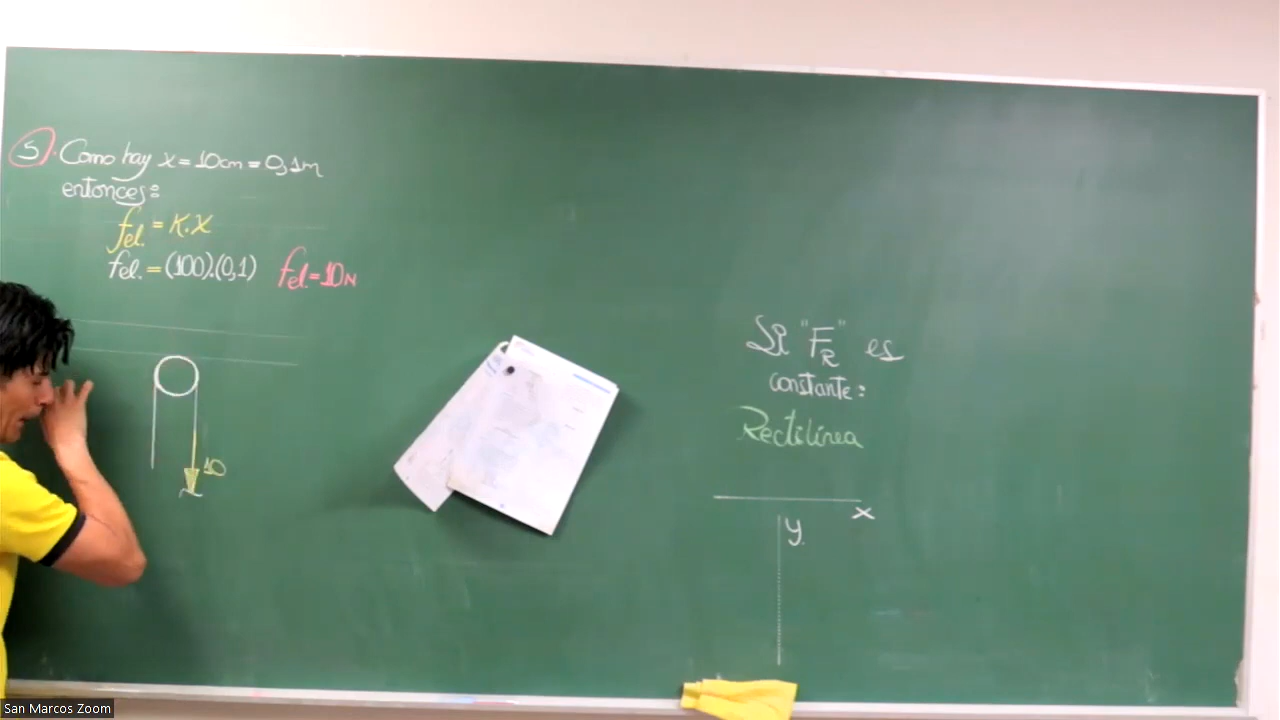 5. Como hay x = 10cm = 0,1m
entonces:
fel. = K.X
fel. = (100).(0,1) fel. = 10N
10
Si "FR" es
constante:
Rectilínea
x
y
San Marcos Zoom